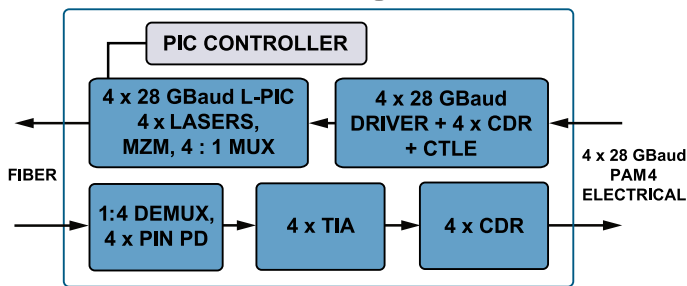 PIC CONTROLLER
4 x 28 GBaud L-PIC
4 x LASERS,
MZM, 4 : 1 MUX
4 x 28 GBaud
DRIVER + 4 x CDR
+ CTLE
4 x 28 GBaud
PAM4
ELECTRICAL
FIBER
1:4 DEMUX,
4 x PIN PD
4 x TIA
4 x CDR